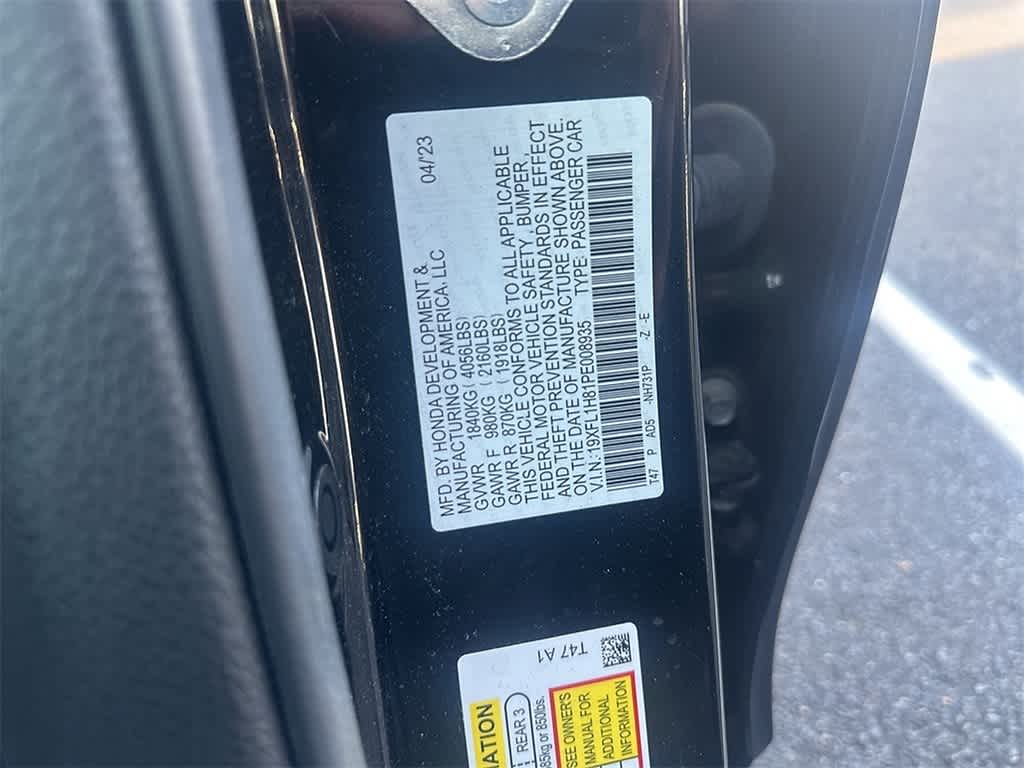 MFD. BY HONDA DEVELOPMENT & 04/'23
MANUFACTURING OF AMERICA, LLC
GVWR 1840KG ( 4056LBS)
GAWR F 980KG ( 2160LBS)
GAWR R 870KG ( 1918LBS)
THIS VEHICLE CONFORMS TO ALL APPLICABLE
FEDERAL MOTOR VEHICLE SAFETY, BUMPER,
AND THEFT PREVENTION STANDARDS IN EFFECT
ON THE DATE OF MANUFACTURE SHOWN ABOVE.
V.I.N.:19XFL1H81PE008935 TYPE: PASSENGER CAR
T47 P A05 NH731P -Z -E
T47 A1
REAR 3
850lbs.
SEE OWNER'S
MANUAL FOR
ADDITIONAL
INFORMATION